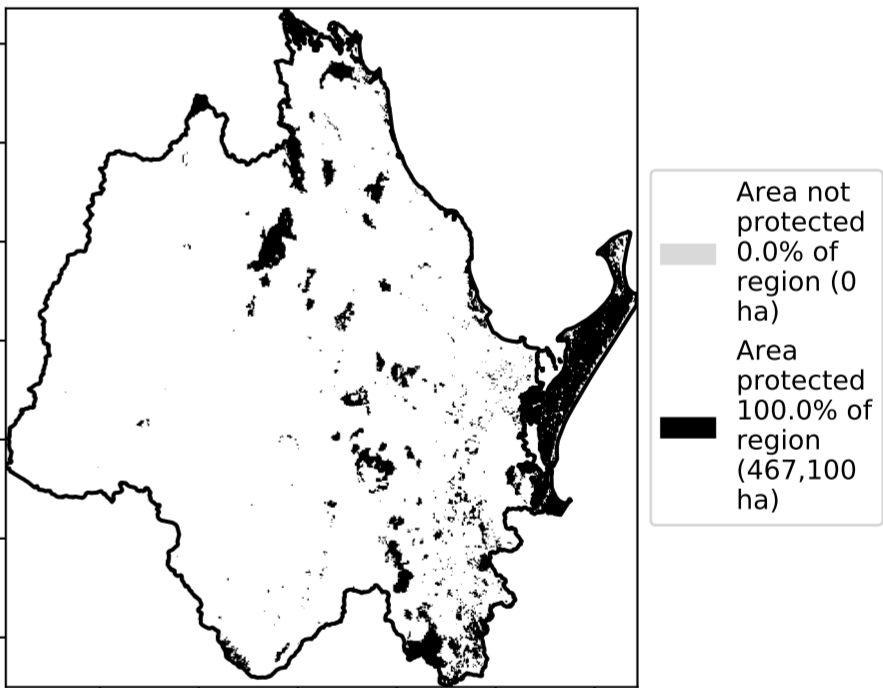 Area not
protected
0.0% of
region (0
ha)
Area
protected
100.0% of
region
(467,100
ha)